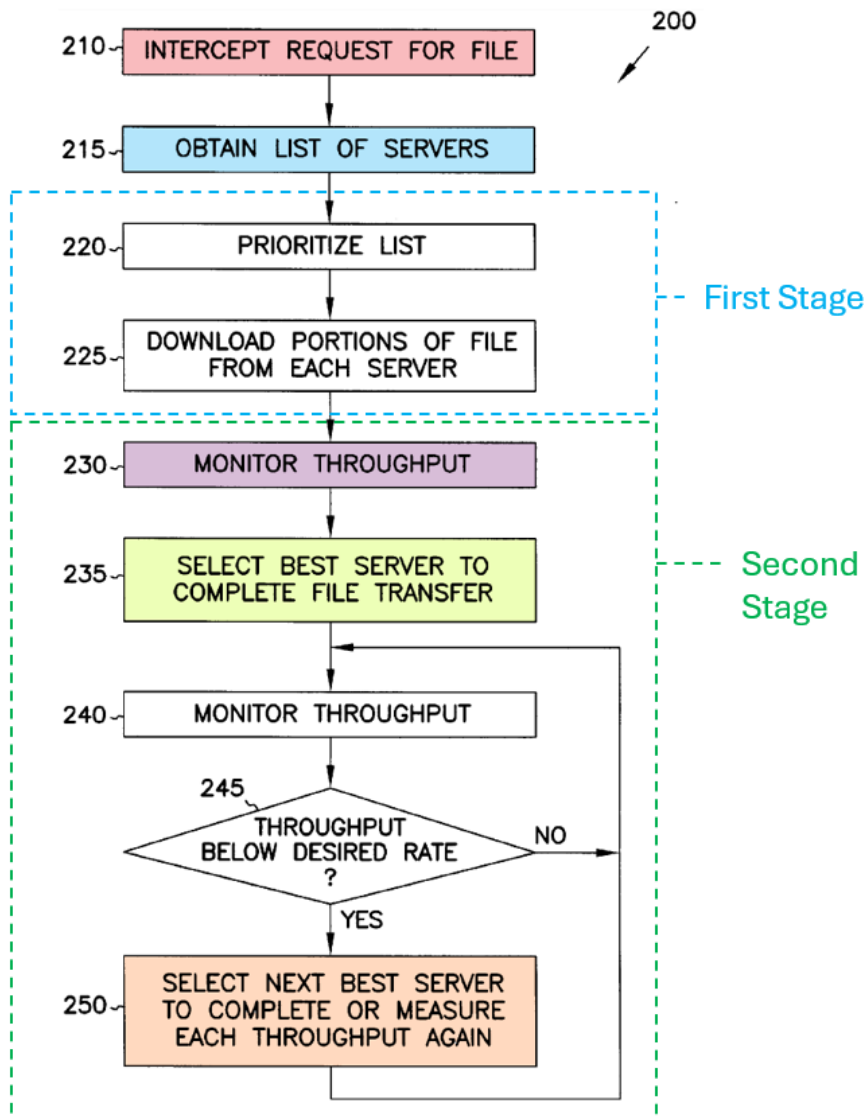 200
210
INTERCEPT REQUEST FOR FILE
215
OBTAIN LIST OF SERVERS
220
PRIORITIZE LIST
First Stage
225
DOWNLOAD PORTIONS OF FILE
FROM EACH SERVER
230
MONITOR THROUGHPUT
235
SELECT BEST SERVER TO
COMPLETE FILE TRANSFER
Second
Stage
240
MONITOR THROUGHPUT
245
THROUGHPUT
BELOW DESIRED RATE
?
NO
YES
250
SELECT NEXT BEST SERVER
TO COMPLETE OR MEASURE
EACH THROUGHPUT AGAIN